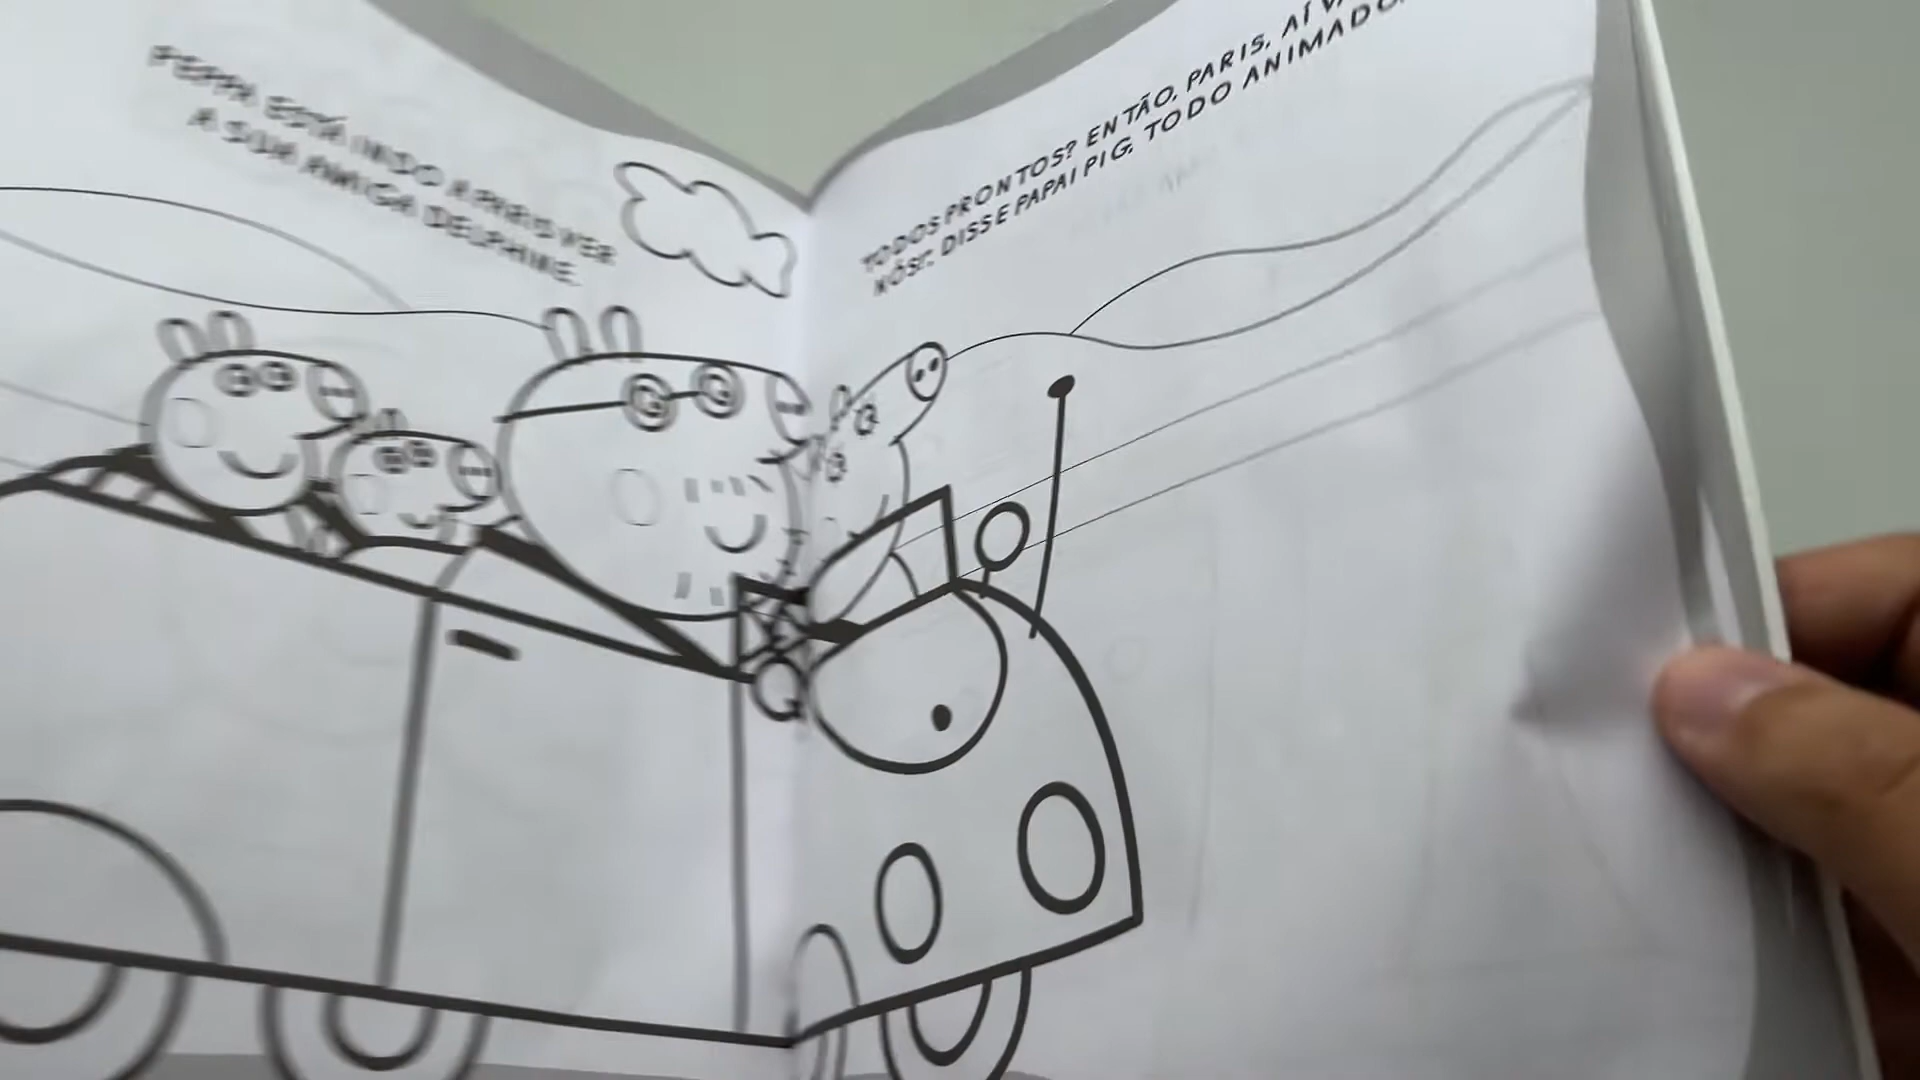 PEPPA ESTÁ INDO A PARIS VER
A SUA AMIGA DELPHINE.
TODOS PRONTOS? ENTÃO, PARIS, AÍ
NÓS!", DISSE PAPAI PIG, TODO ANIMADO.